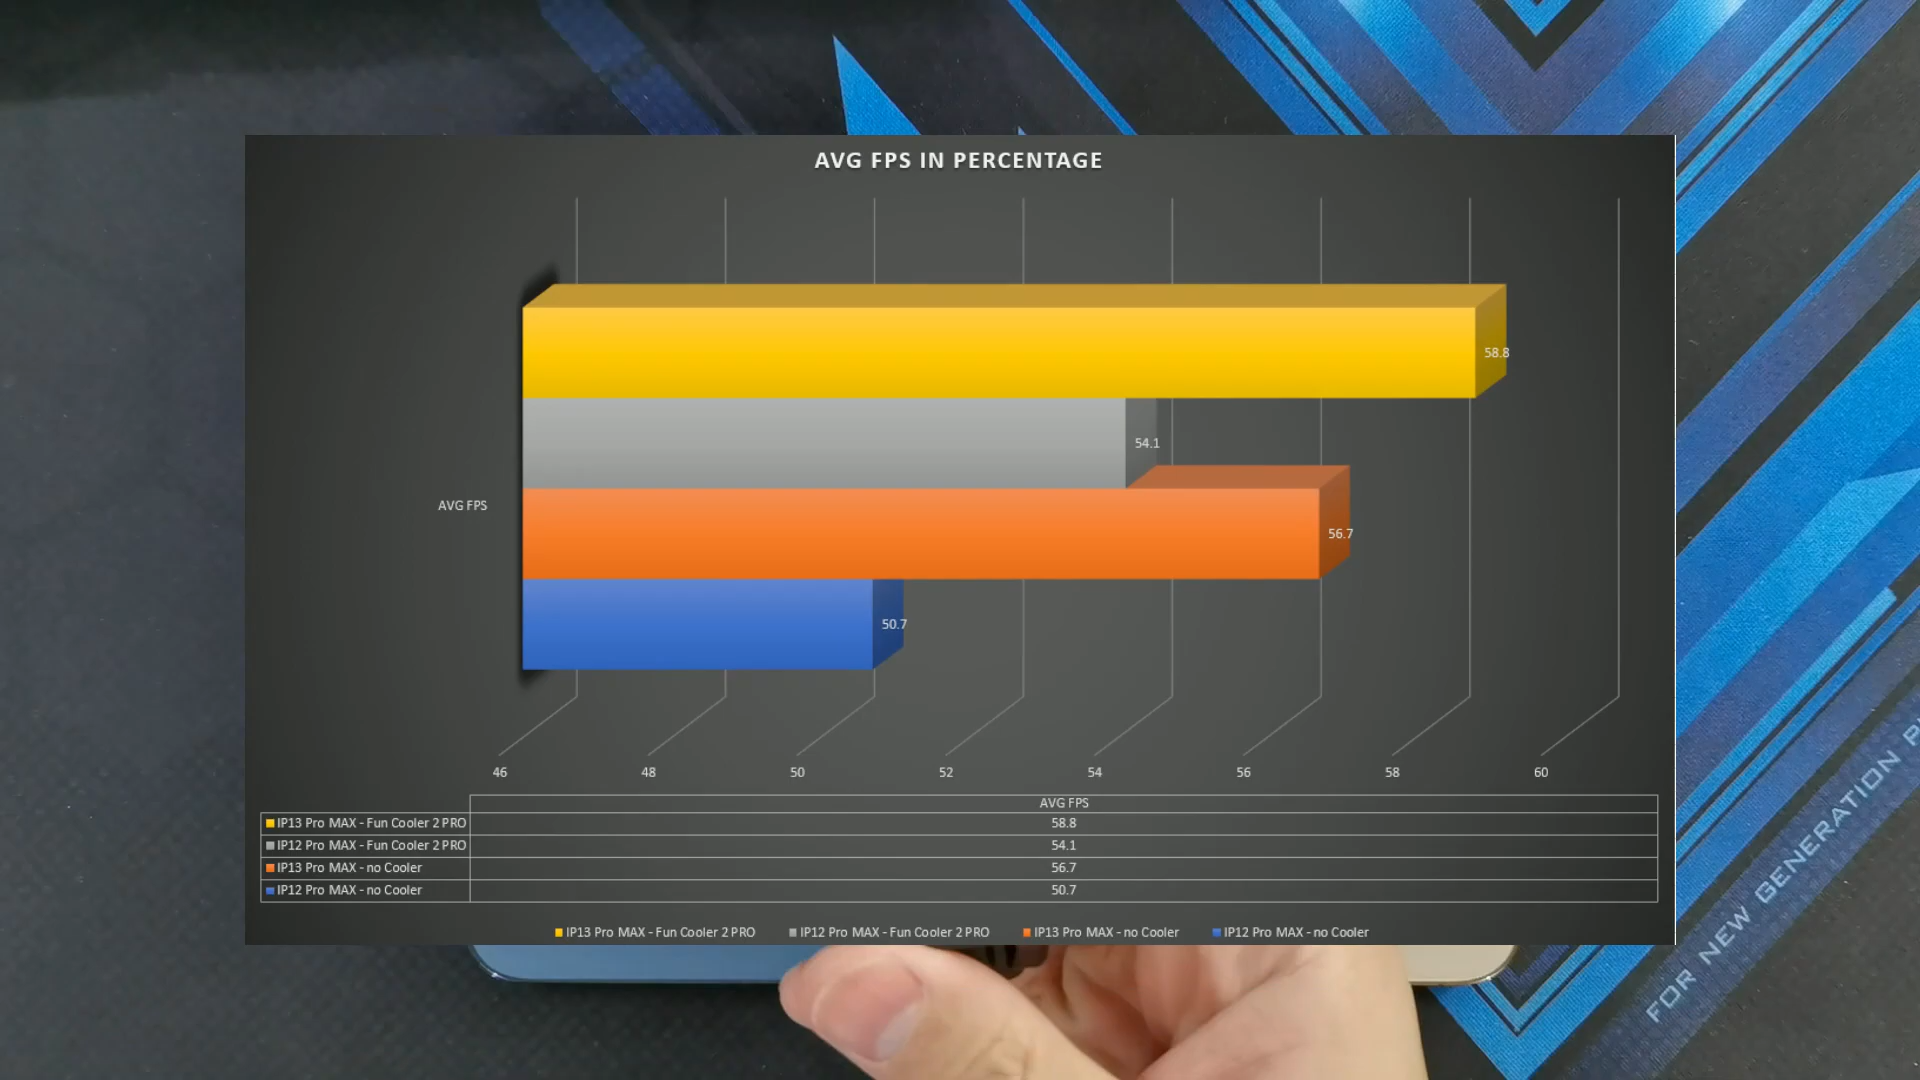 AVG FPS IN PERCENTAGE
58.8
54.1
AVG FPS
56.7
50.7
46 48 50 52 54 56 58 60
AVG FPS
IP13 Pro MAX - Fun Cooler 2 PRO 58.8
IP12 Pro MAX - Fun Cooler 2 PRO 54.1
IP13 Pro MAX - no Cooler 56.7
IP12 Pro MAX - no Cooler 50.7
IP13 Pro MAX - Fun Cooler 2 PRO IP12 Pro MAX - Fun Cooler 2 PRO IP13 Pro MAX - no Cooler IP12 Pro MAX - no Cooler
FOR NEW GENERATION